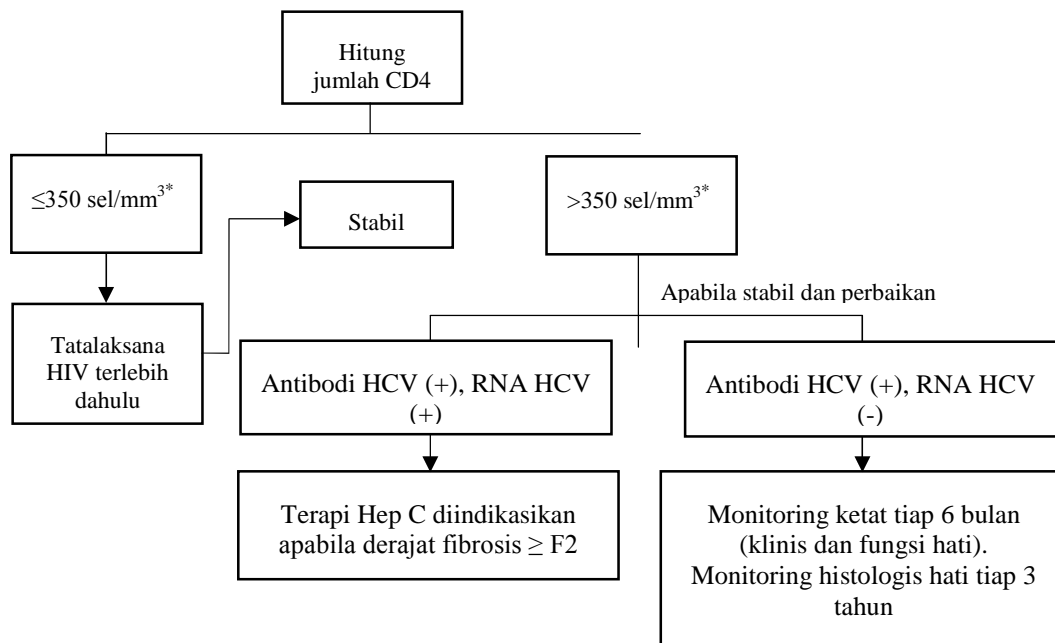 Hitung
jumlah CD4
≤350 sel/mm³*
Stabil
>350 sel/mm³*
Apabila stabil dan perbaikan
Tatalaksana
HIV terlebih
dahulu
Antibodi HCV (+), RNA HCV
(+)
Antibodi HCV (+), RNA HCV
(-)
Terapi Hep C diindikasikan
apabila derajat fibrosis ≥ F2
Monitoring ketat tiap 6 bulan
(klinis dan fungsi hati).
Monitoring histologis hati tiap 3
tahun